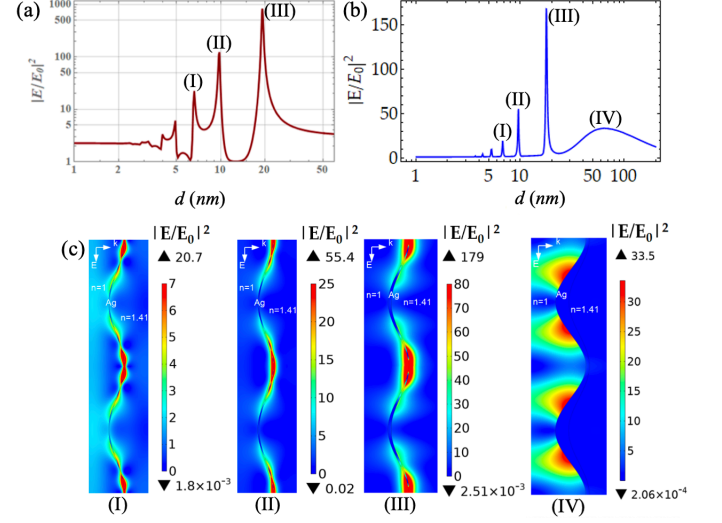 (a)
1000
500
100
50
10
5
1
|E/E₀|²
(I)
(II)
(III)
1 2 5 10 20 50
d (nm)
(b)
150
100
50
0
|E/E₀|²
(I)
(II)
(III)
(IV)
1 5 10 50 100
d (nm)
(c)
|E/E₀|²
k
E
n=1
Ag
n=1.41
▲ 20.7
7
6
5
4
3
2
1
0
▼ 1.8×10⁻³
(I)
|E/E₀|²
k
E
n=1
Ag
n=1.41
▲ 55.4
25
20
15
10
5
0
▼ 0.02
(II)
|E/E₀|²
k
E
n=1
Ag
n=1.41
▲ 179
80
70
60
50
40
30
20
10
0
▼ 2.51×10⁻³
(III)
|E/E₀|²
k
E
n=1
Ag
n=1.41
▲ 33.5
30
25
20
15
10
5
▼ 2.06×10⁻⁴
(IV)